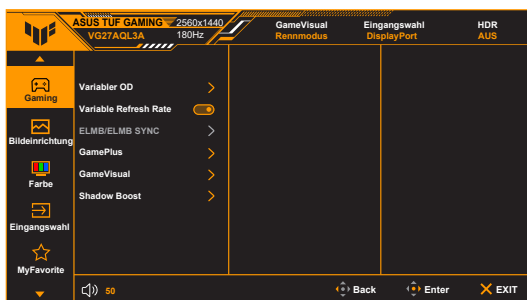 ASUS TUF GAMING
VG27AQL3A
2560x1440
180Hz
GameVisual
Rennmodus
Eingangswahl
DisplayPort
HDR
AUS
Gaming
Bildeinrichtung
Farbe
Eingangswahl
MyFavorite
Variabler OD
Variable Refresh Rate
ELMB/ELMB SYNC
GamePlus
GameVisual
Shadow Boost
50
Back
Enter
EXIT